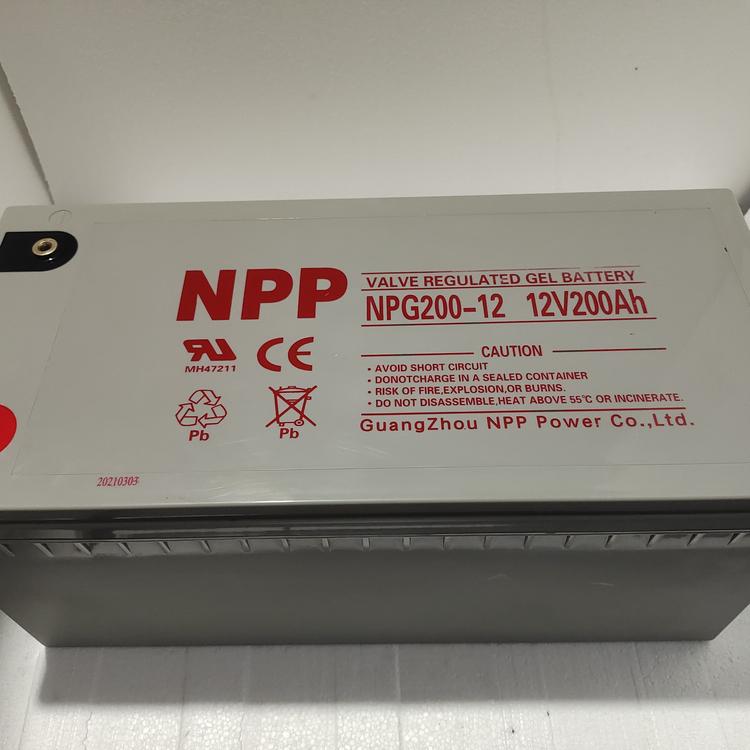 NPP
VALVE REGULATED GEL BATTERY
NPG200-12 12V200Ah
MH47211
CE
CAUTION
• AVOID SHORT CIRCUIT
• DONOTCHARGE IN A SEALED CONTAINER
• RISK OF FIRE,EXPLOSION,OR BURNS.
• DO NOT DISASSEMBLE,HEAT ABOVE 55℃ OR INCINERATE.
Pb
Pb
GuangZhou NPP Power Co.,Ltd.
20210303